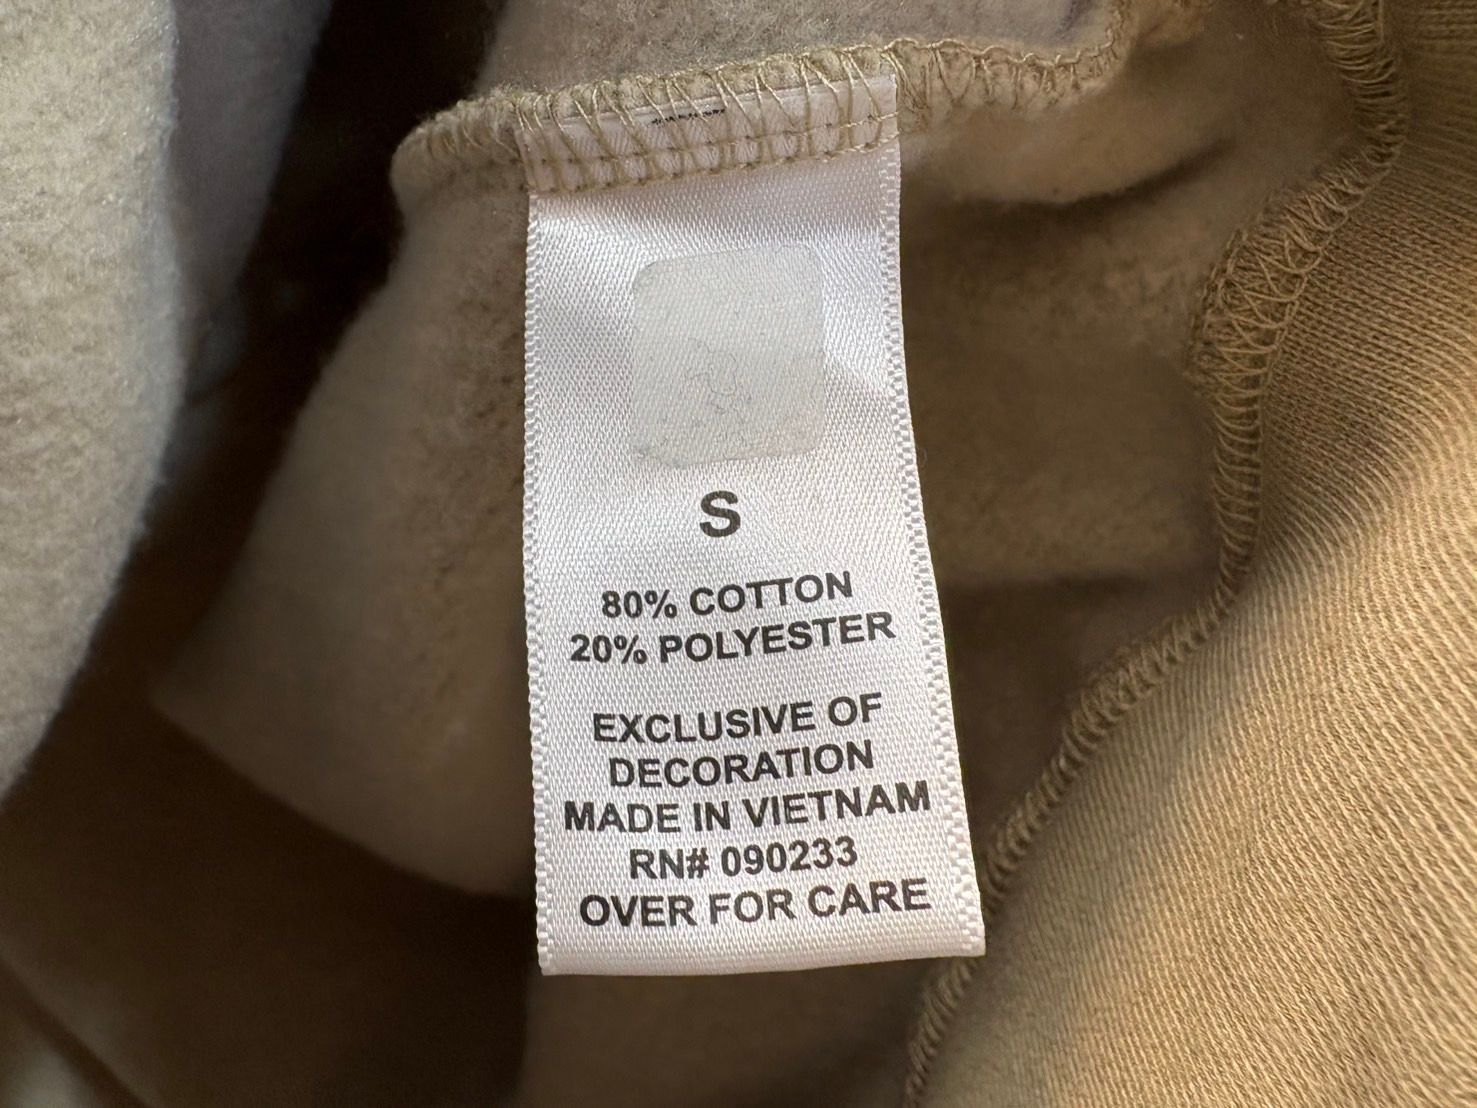 S
80% COTTON
20% POLYESTER
EXCLUSIVE OF
DECORATION
MADE IN VIETNAM
RN# 090233
OVER FOR CARE